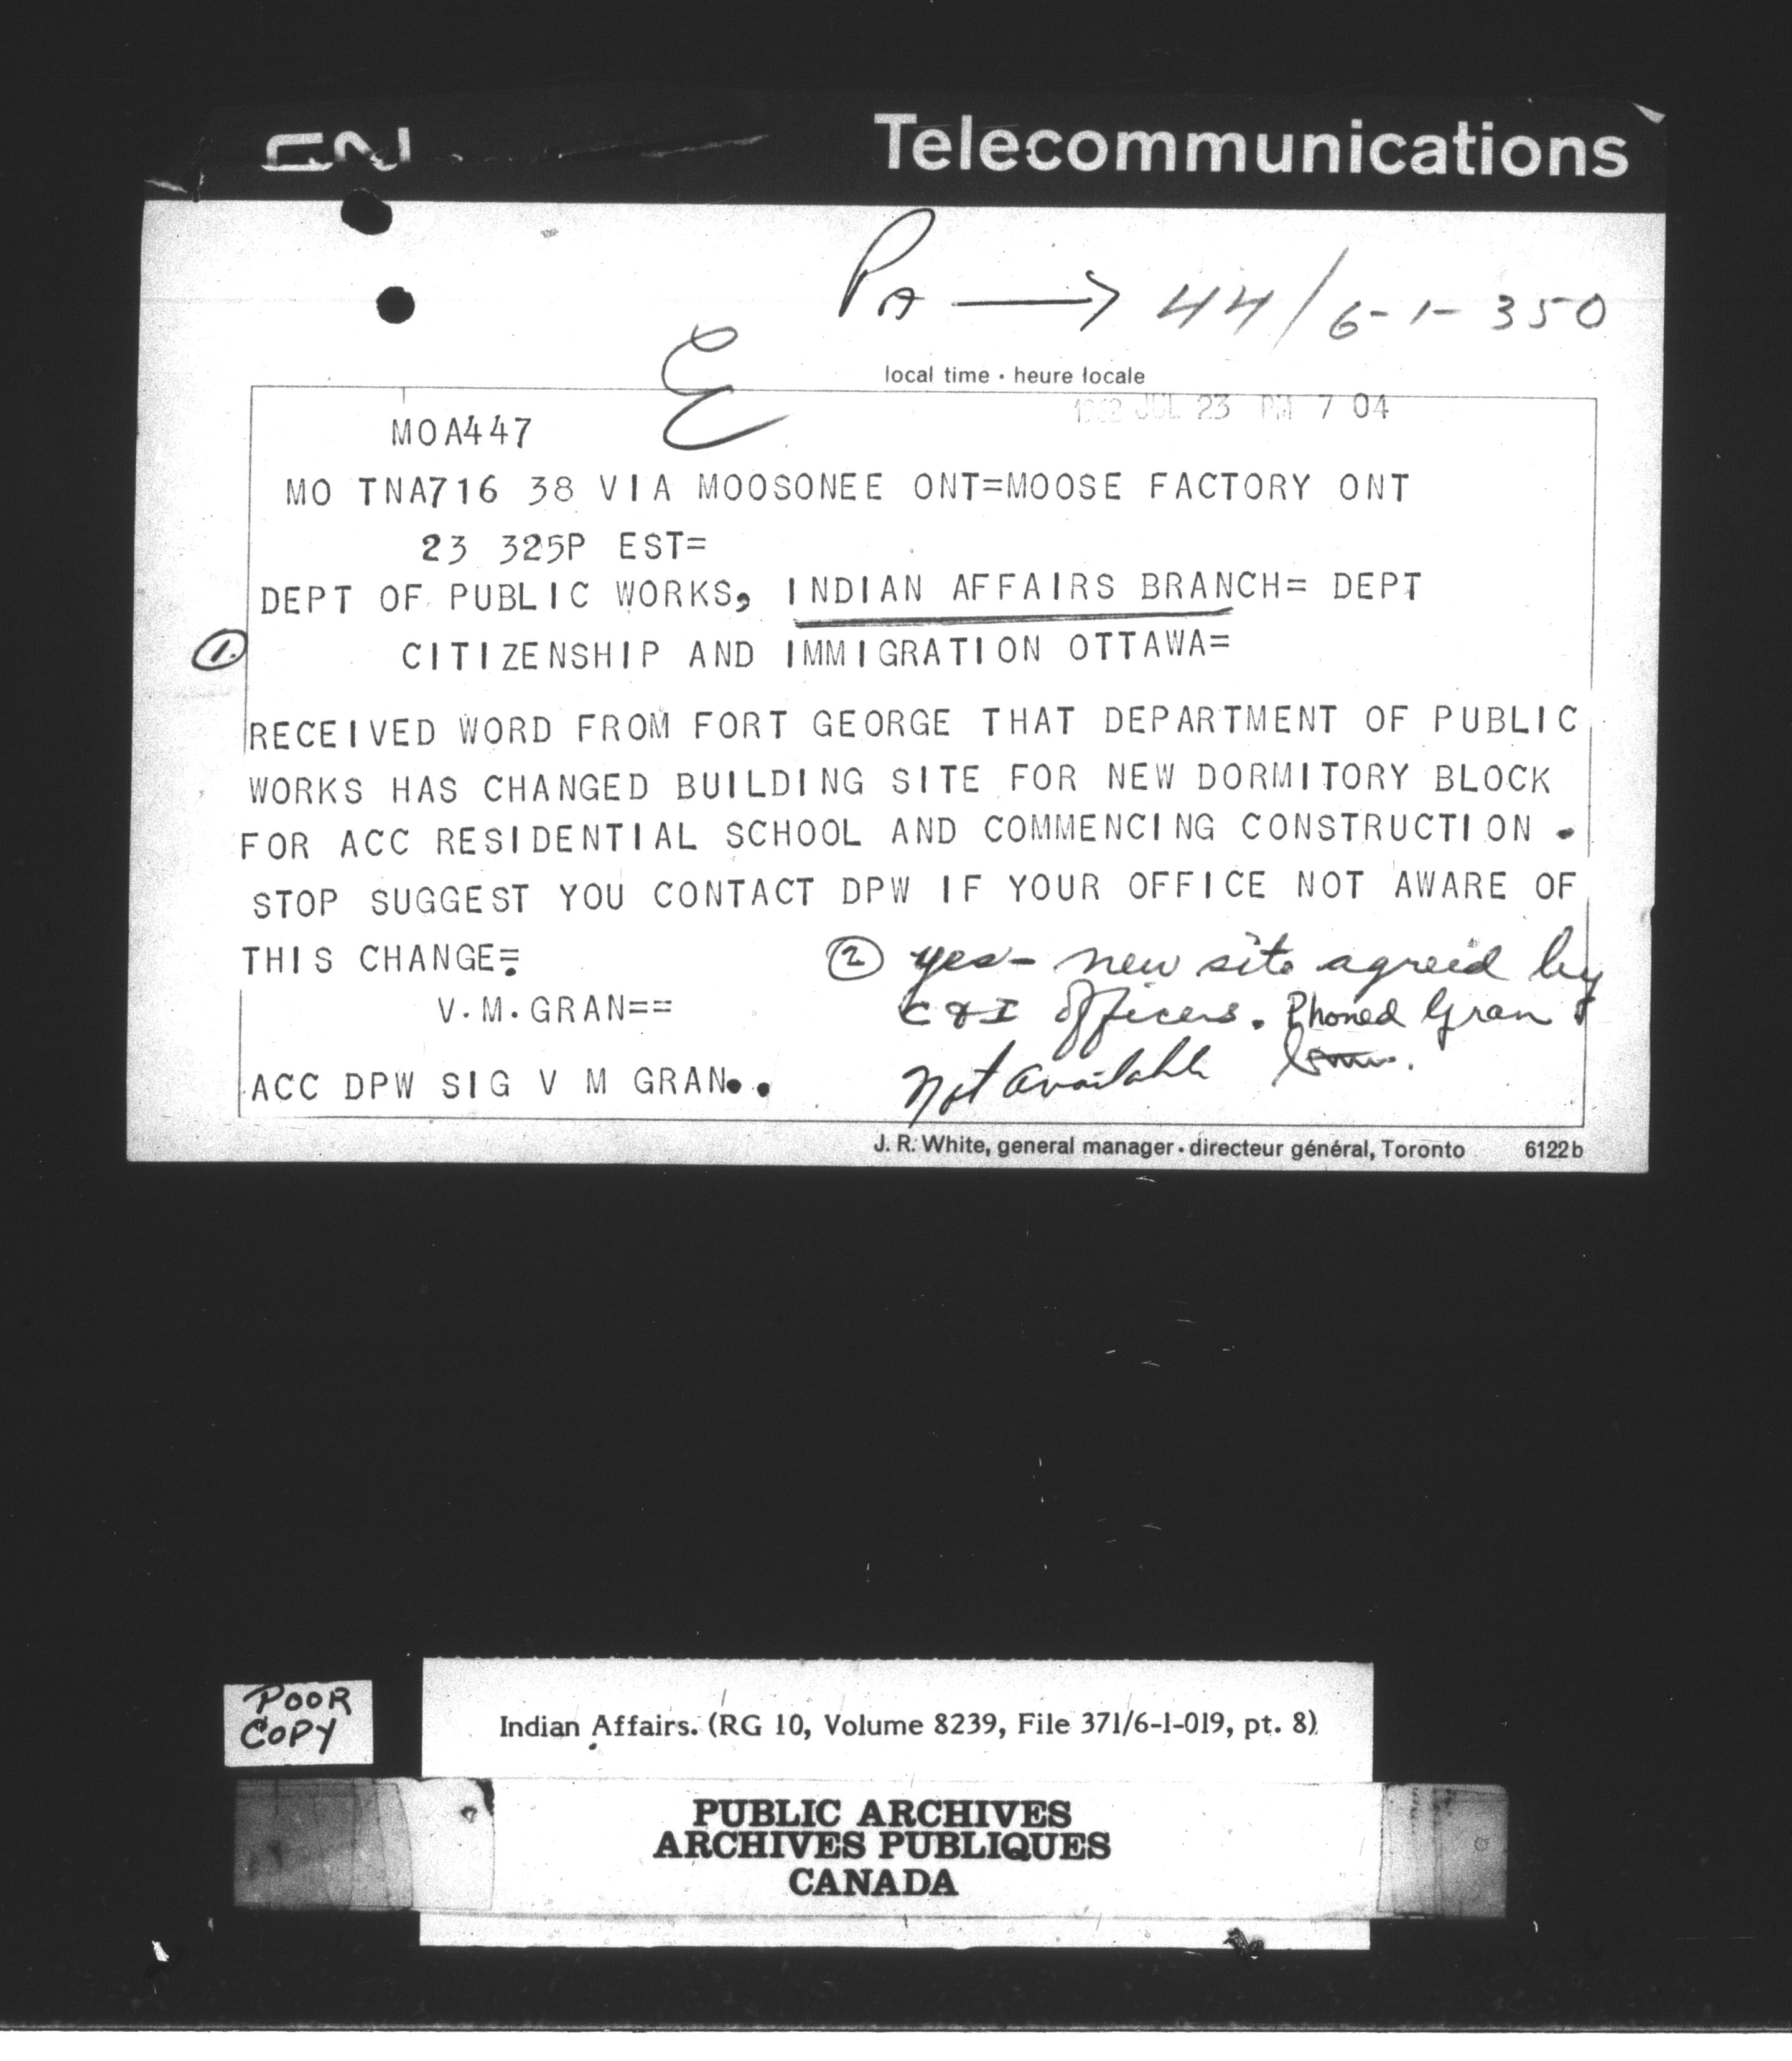 CN Telecommunications
PA → 44/6-1-350
E
local time · heure locale
1962 JUL 23 PM 7 04
MOA447
MO TNA716 38 VIA MOOSONEE ONT=MOOSE FACTORY ONT
23 325P EST=
DEPT OF PUBLIC WORKS, INDIAN AFFAIRS BRANCH= DEPT
1.
CITIZENSHIP AND IMMIGRATION OTTAWA=
RECEIVED WORD FROM FORT GEORGE THAT DEPARTMENT OF PUBLIC
WORKS HAS CHANGED BUILDING SITE FOR NEW DORMITORY BLOCK
FOR ACC RESIDENTIAL SCHOOL AND COMMENCING CONSTRUCTION .
STOP SUGGEST YOU CONTACT DPW IF YOUR OFFICE NOT AWARE OF
THIS CHANGE=
2 yes - new site agreed by
C & I officers. Phoned Gran
Not available
V.M.GRAN==
ACC DPW SIG V M GRAN..
J. R. White, general manager · directeur général, Toronto 6122b
POOR
COPY
Indian Affairs. (RG 10, Volume 8239, File 371/6-1-019, pt. 8)
PUBLIC ARCHIVES
ARCHIVES PUBLIQUES
CANADA